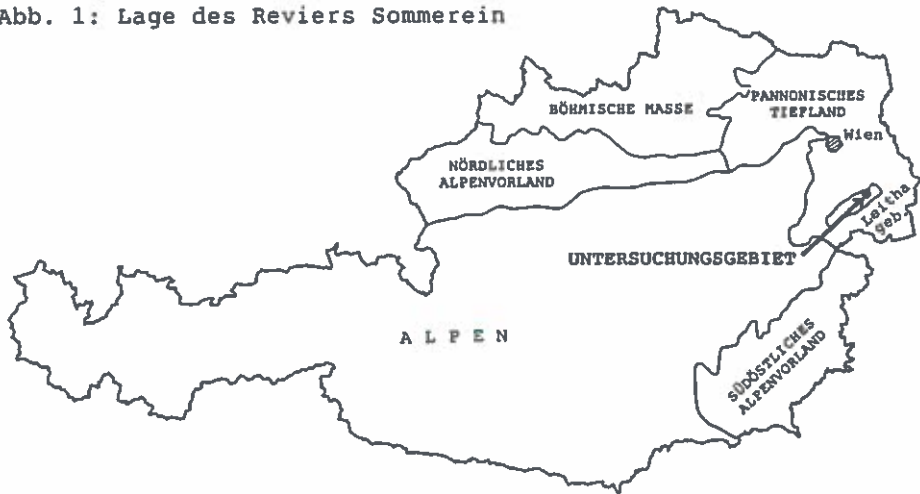 Abb. 1: Lage des Reviers Sommerein
BÖHMISCHE MASSE
PANNONISCHES
TIEFLAND
Wien
NÖRDLICHES
ALPENVORLAND
Leitha
geb.
UNTERSUCHUNGSGEBIET
A L P E N
SÜDÖSTLICHES
ALPENVORLAND